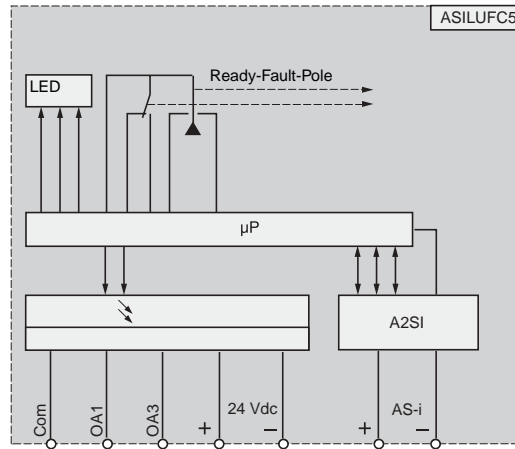 ASILUFC5
LED
Ready-Fault-Pole
µP
A2SI
Com
OA1
OA3
+
24 Vdc
–
+
AS-i
–